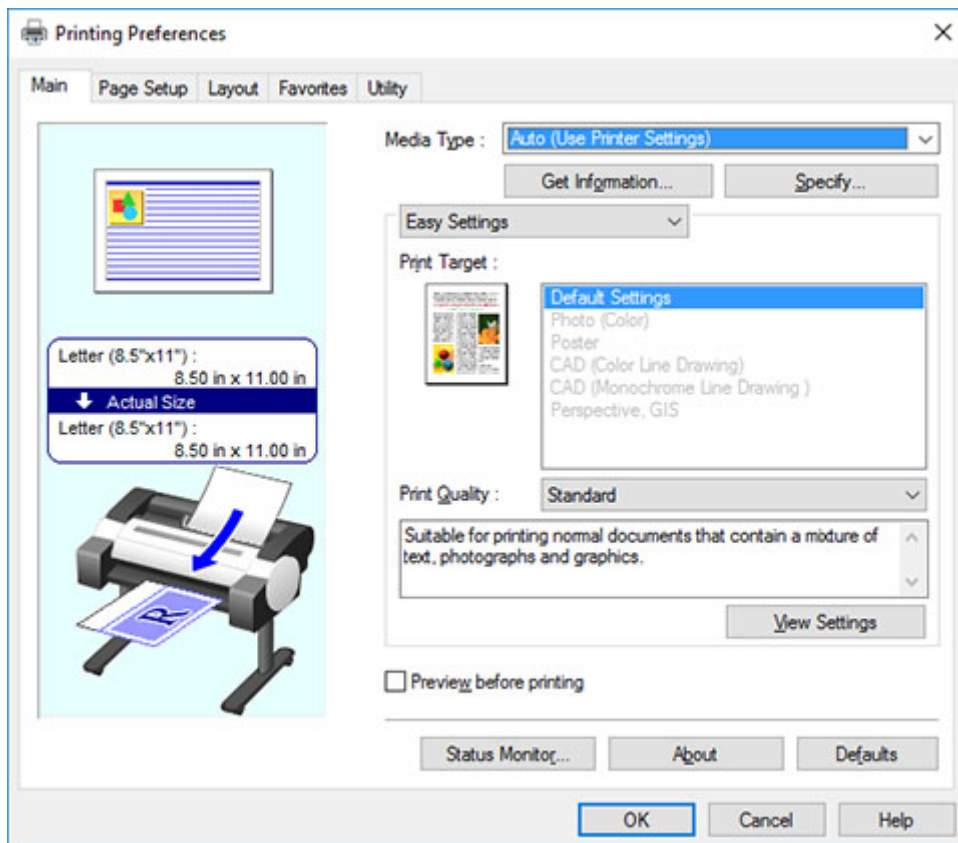 Printing Preferences
Main
Page Setup
Layout
Favorites
Utility
Media Type :
Auto (Use Printer Settings)
Get Information...
Specify...
Easy Settings
Print Target :
Default Settings
Photo (Color)
Poster
CAD (Color Line Drawing)
CAD (Monochrome Line Drawing )
Perspective, GIS
Letter (8.5"x11") :
8.50 in x 11.00 in
Actual Size
Letter (8.5"x11") :
8.50 in x 11.00 in
R
Print Quality :
Standard
Suitable for printing normal documents that contain a mixture of
text, photographs and graphics.
View Settings
Preview before printing
Status Monitor...
About
Defaults
OK
Cancel
Help